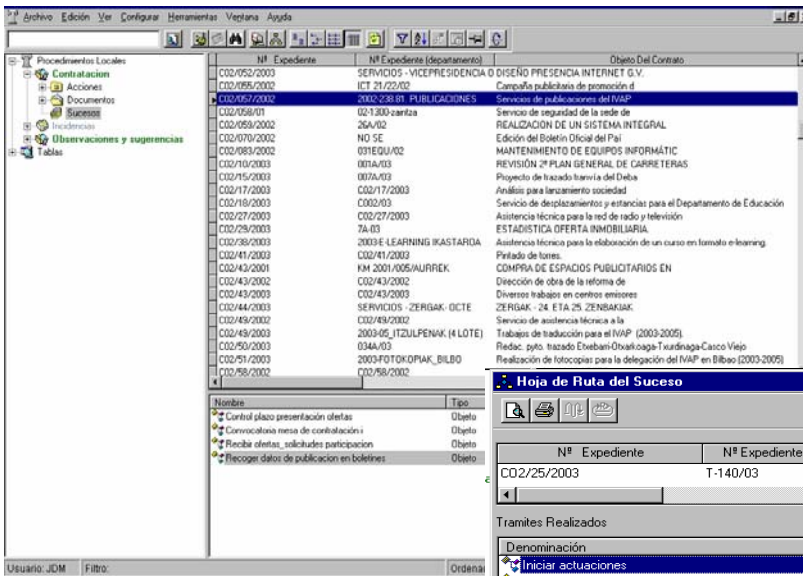 Archivo Edición Ver Configurar Herramientas Ventana Ayuda
Procedimientos Locales
Contratacion
Acciones
Documentos
Sucesos
Incidencias
Observaciones y sugerencias
Tablas
Nº Expediente Nº Expediente (departamento) Objeto Del Contrato
C02/052/2003 SERVICIOS - VICEPRESIDENCIA O DISEÑO PRESENCIA INTERNET G.V.
C02/055/2002 ICT 21/22/02 Campaña publicitaria de promoción d
C02/057/2002 2002-238.81. PUBLICACIONES Servicios de publicaciones del IVAP
C02/058/01 02-1300-zaintza Servicio de seguridad de la sede de
C02/059/2002 26A/02 REALIZACIÓN DE UN SISTEMA INTEGRAL
C02/070/2002 NO SE Edición del Boletín Oficial del Paí
C02/083/2002 031EQU/02 MANTENIMIENTO DE EQUIPOS INFORMÁTIC
C02/10/2003 001A/03 REVISIÓN 2º PLAN GENERAL DE CARRETERAS
C02/15/2003 007A/03 Proyecto de trazado tranvía del Deba
C02/17/2003 C02/17/2003 Análisis para lanzamiento sociedad
C02/18/2003 C002/03 Servicio de desplazamientos y estancias para el Departamento de Educación
C02/27/2003 C02/27/2003 Asistencia técnica para la red de radio y televisión
C02/29/2003 7A-03 ESTADISTICA OFERTA INMOBILIARIA.
C02/38/2003 2003-E-LEARNING IKASTAROA Asistencia técnica para la elaboración de un curso en formato e-learning.
C02/41/2003 C02/41/2003 Pintado de torres.
C02/43/2001 KM 2001/005/AURREK COMPRA DE ESPACIOS PUBLICITARIOS EN
C02/43/2002 C02/43/2002 Dirección de obra de la reforma de
C02/43/2003 C02/43/2003 Diversos trabajos en centros emisores
C02/44/2003 SERVICIOS - ZERGAK- OCTE ZERGAK - 24. ETA 25. ZENBAKIAK
C02/49/2002 C02/49/2002 Servicio de asistencia técnica a la
C02/49/2003 2003-05_ITZULPENAK (4 LOTE) Trabajos de traducción para el IVAP (2003-2005).
C02/50/2003 034A/03 Redac. pyto. trazado Etxebarri-Otxarkoaga-Txurdinaga-Casco Viejo
C02/51/2003 2003-FOTOKOPIAK_BILBO Realización de fotocopias para la delegación del IVAP en Bilbao (2003-2005)
C02/58/2002 C02/58/2002
Nombre Tipo
Control plazo presentación ofertas Objeto
Convocatoria mesa de contratación i Objeto
Recibir ofertas_solicitudes participacion Objeto
Recoger datos de publicacion en boletines Objeto
Hoja de Ruta del Suceso
Nº Expediente Nº Expediente
CO2/25/2003 T-140/03
Tramites Realizados
Denominación
Iniciar actuaciones
Usuario: JDM Filtro: Ordena